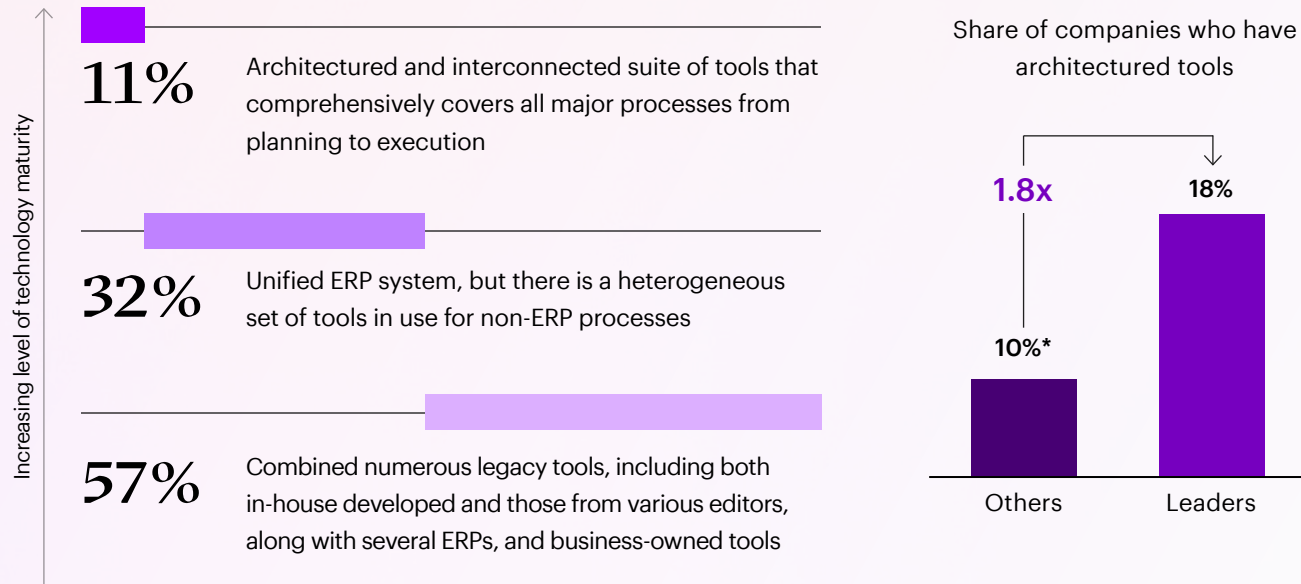 Increasing level of technology maturity
11%
Architectured and interconnected suite of tools that
comprehensively covers all major processes from
planning to execution
32%
Unified ERP system, but there is a heterogeneous
set of tools in use for non-ERP processes
57%
Combined numerous legacy tools, including both
in-house developed and those from various editors,
along with several ERPs, and business-owned tools
Share of companies who have
architectured tools
1.8x
18%
10%*
Others
Leaders